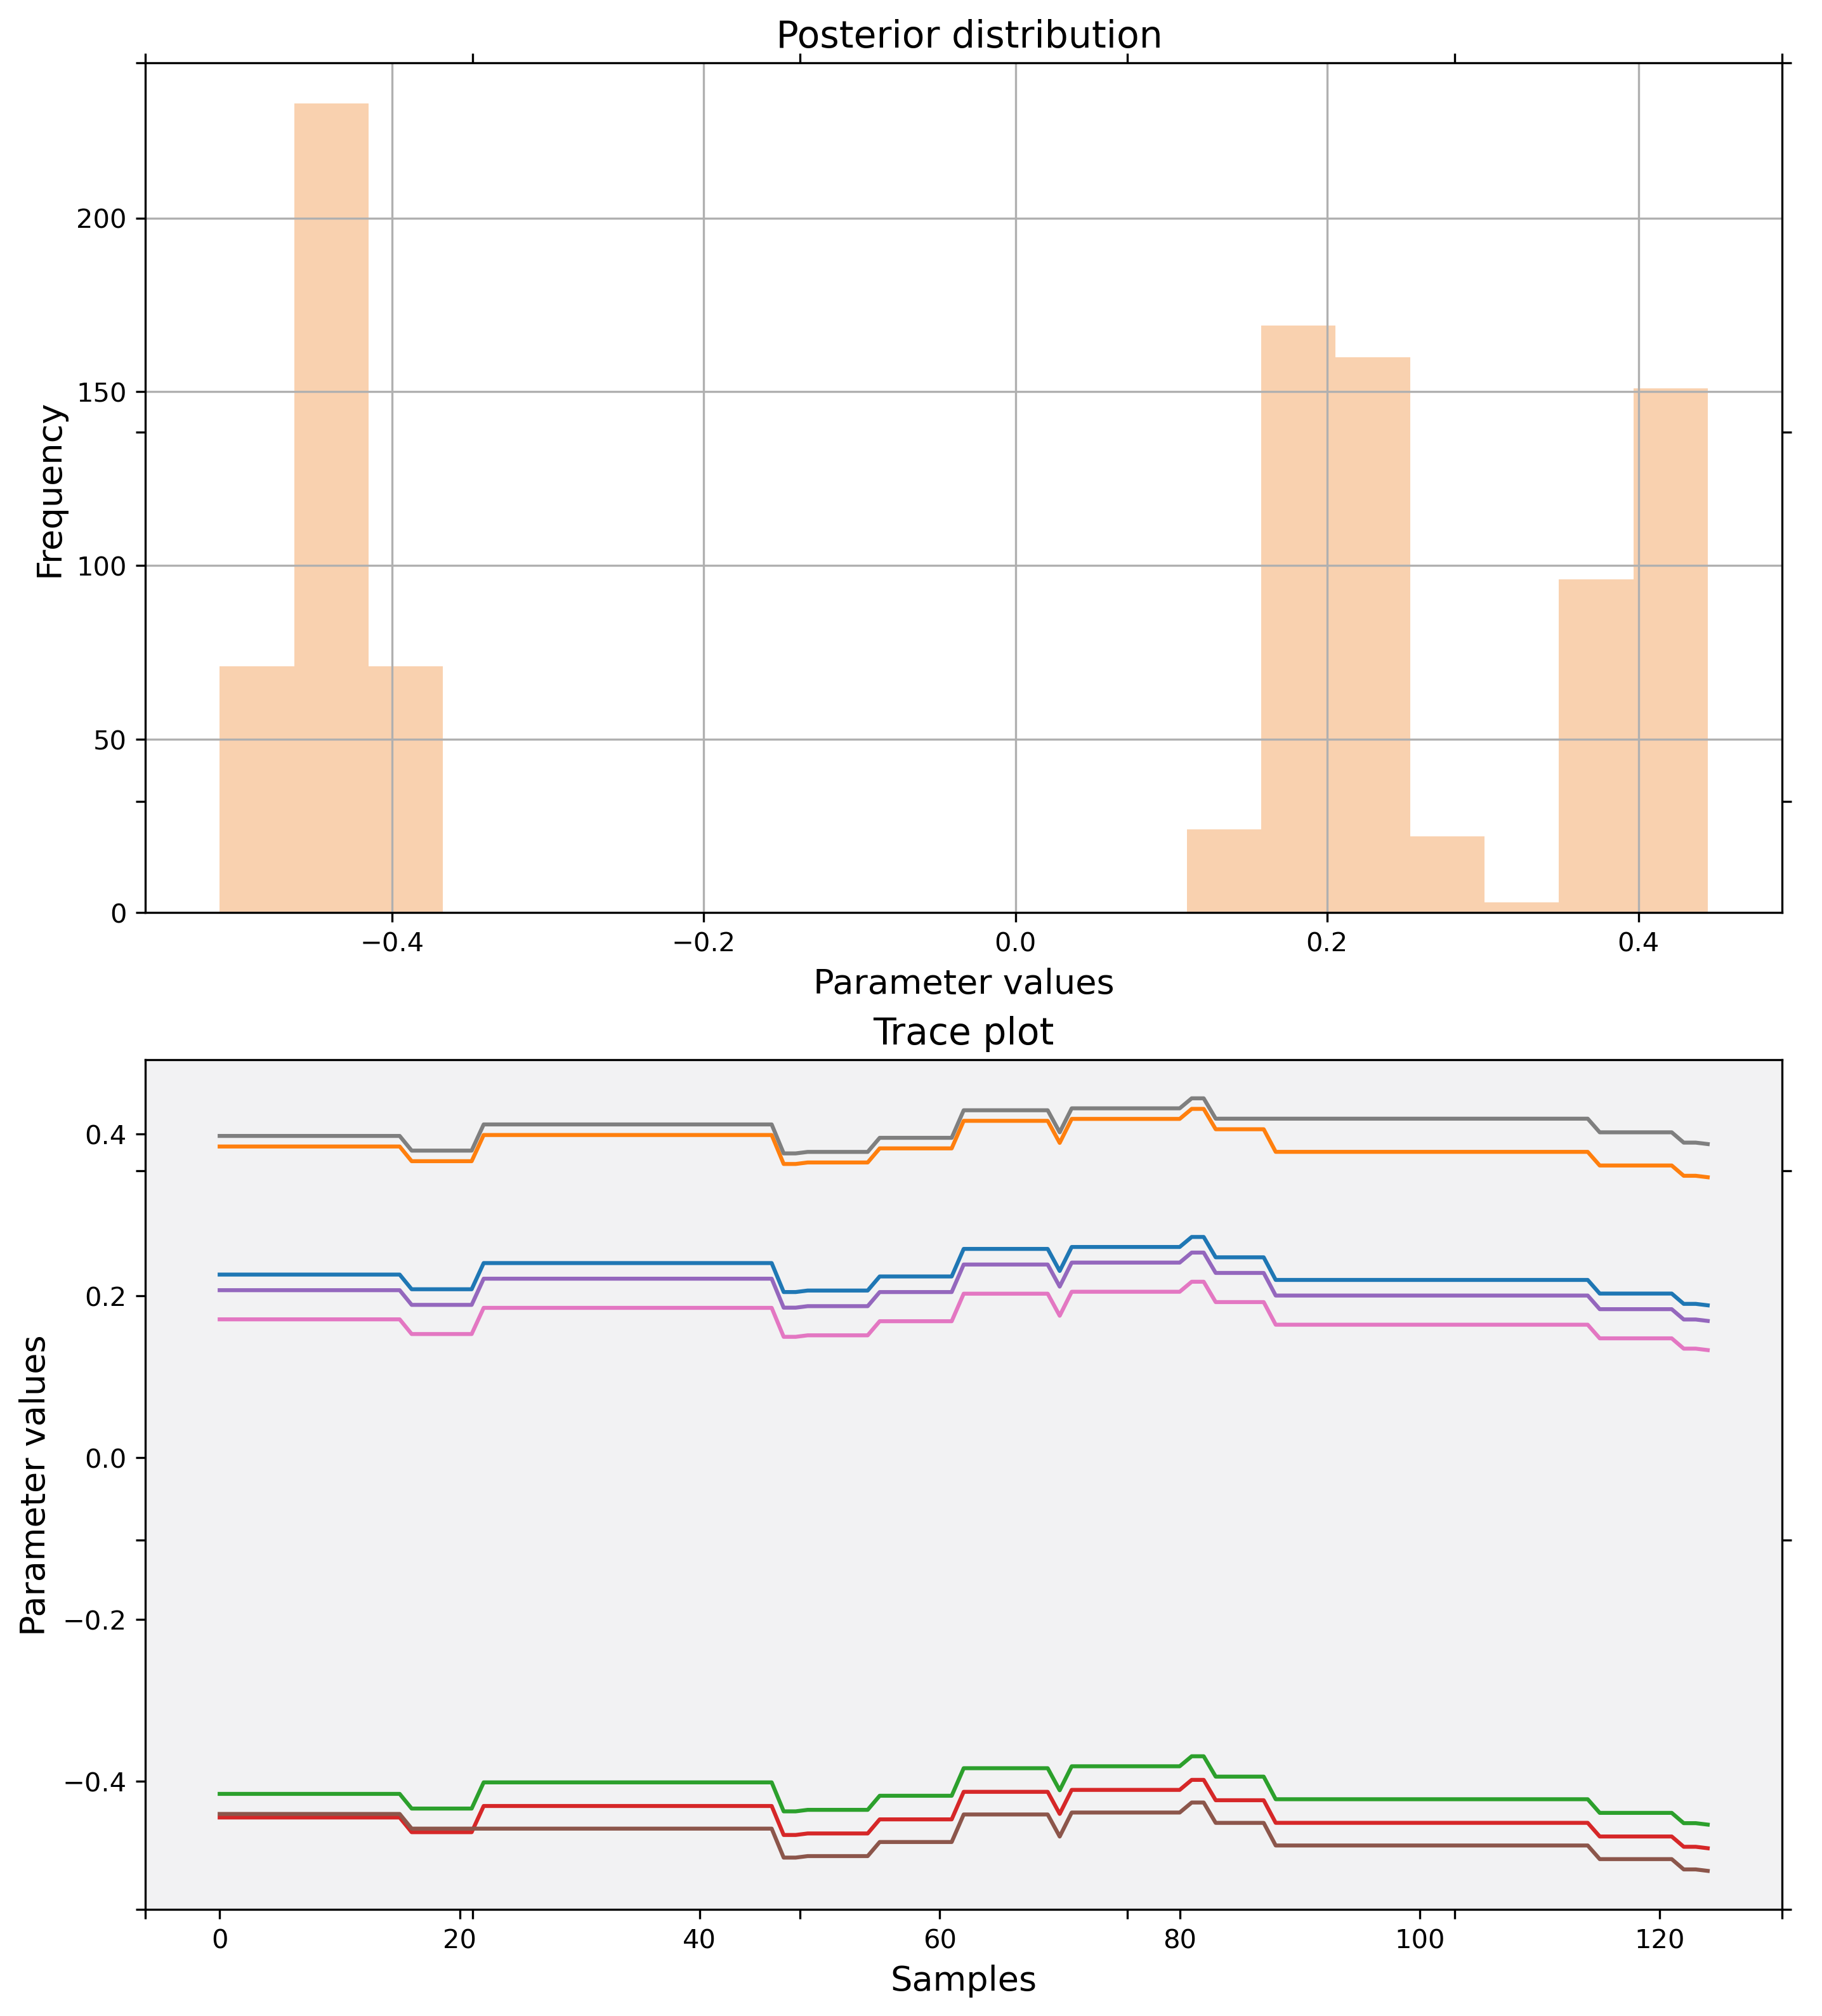 Posterior distribution
200
150
100
50
0
Frequency
−0.4 −0.2 0.0 0.2 0.4
Parameter values
Trace plot
0.4
0.2
0.0
−0.2
−0.4
Parameter values
0 20 40 60 80 100 120
Samples